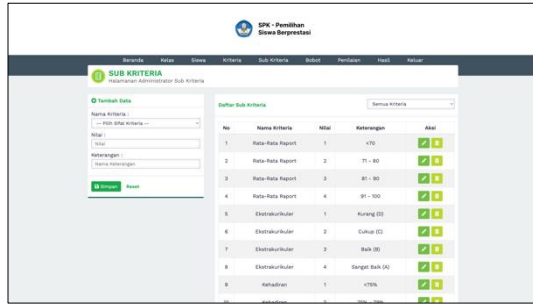 SPK - Pemilihan
Siswa Berprestasi
Beranda Kelas Siswa Kriteria Sub Kriteria Bobot Penilaian Hasil Keluar
SUB KRITERIA
Halamanan Administrator Sub Kriteria
Tambah Data
Nama Kriteria :
--- Pilih Sifat Kriteria ---
Nilai :
Nilai
Keterangan :
Nama Keterangan
Simpan Reset
Daftar Sub Kriteria Semua Kriteria
No Nama Kriteria Nilai Keterangan Aksi
1 Rata-Rata Raport 1 <70
2 Rata-Rata Raport 2 71 - 80
3 Rata-Rata Raport 3 81 - 90
4 Rata-Rata Raport 4 91 - 100
5 Ekstrakurikuler 1 Kurang (D)
6 Ekstrakurikuler 2 Cukup (C)
7 Ekstrakurikuler 3 Baik (B)
8 Ekstrakurikuler 4 Sangat Baik (A)
9 Kehadiran 1 <75%
10 Kehadiran 2